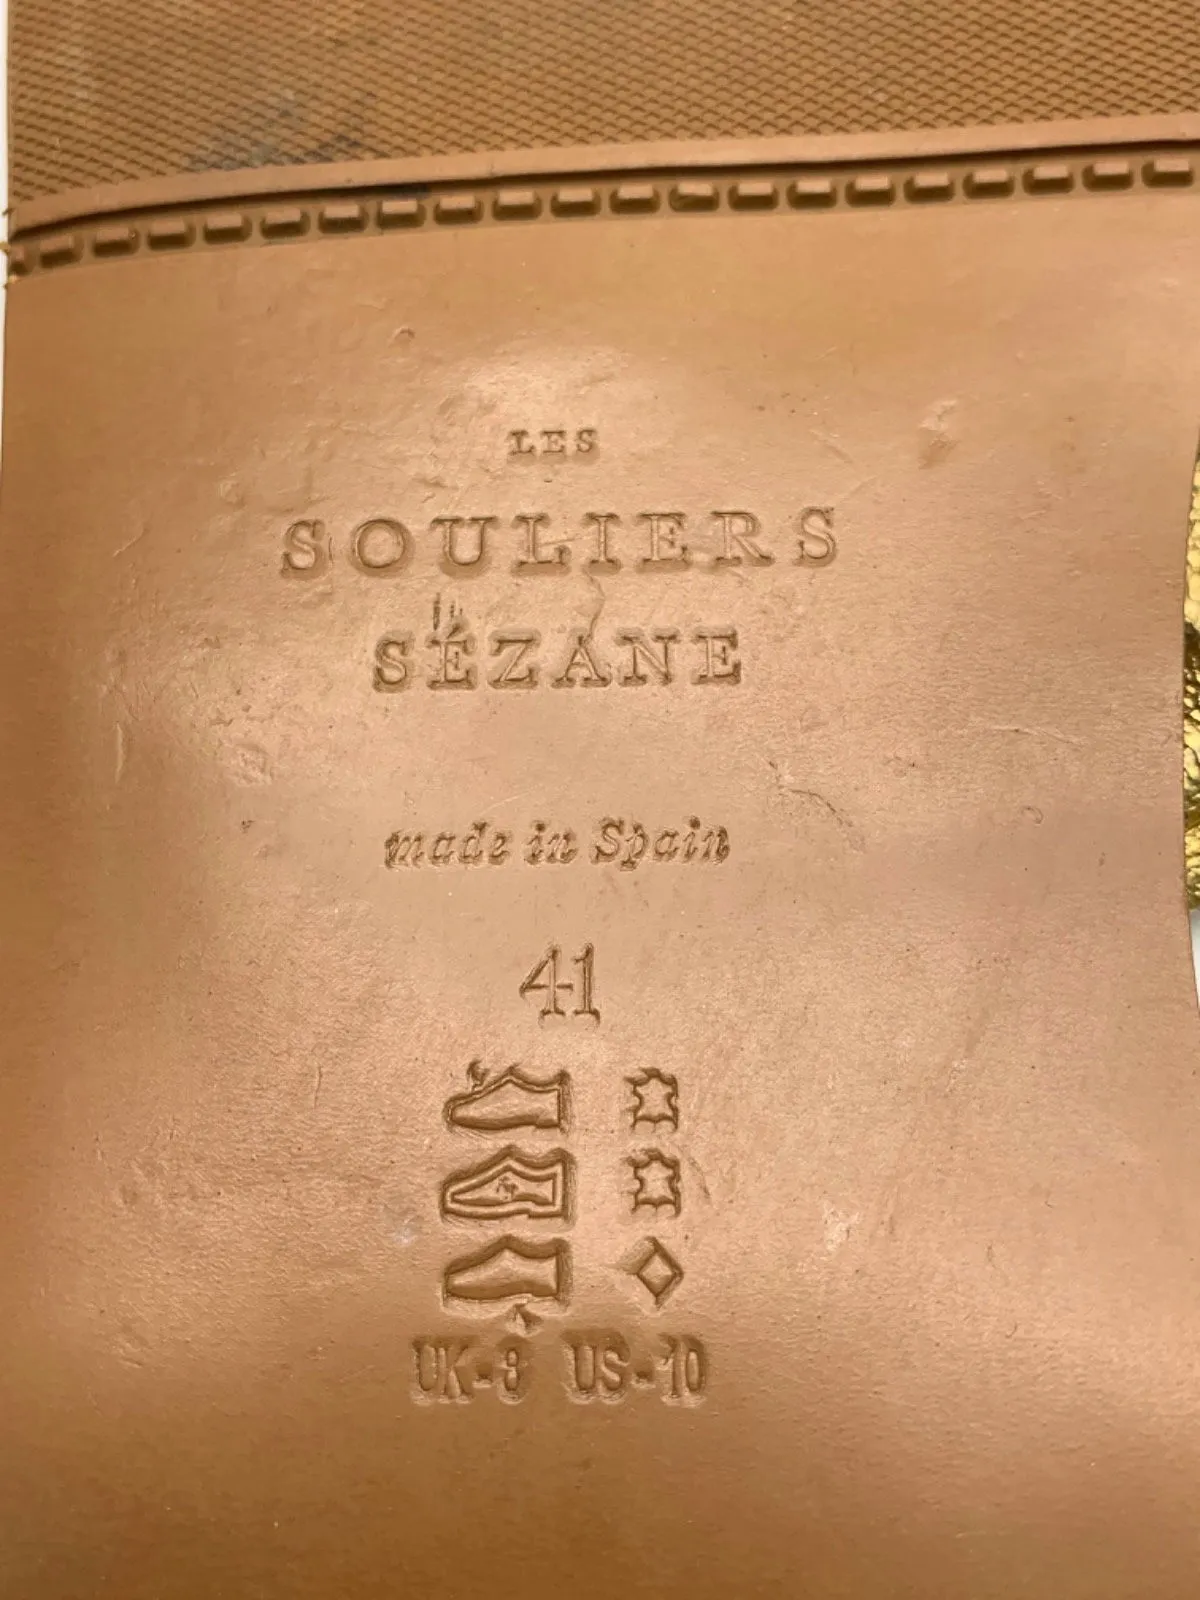 LES
SOULIERS
SÉZANE
made in Spain
41
UK-8 US-10